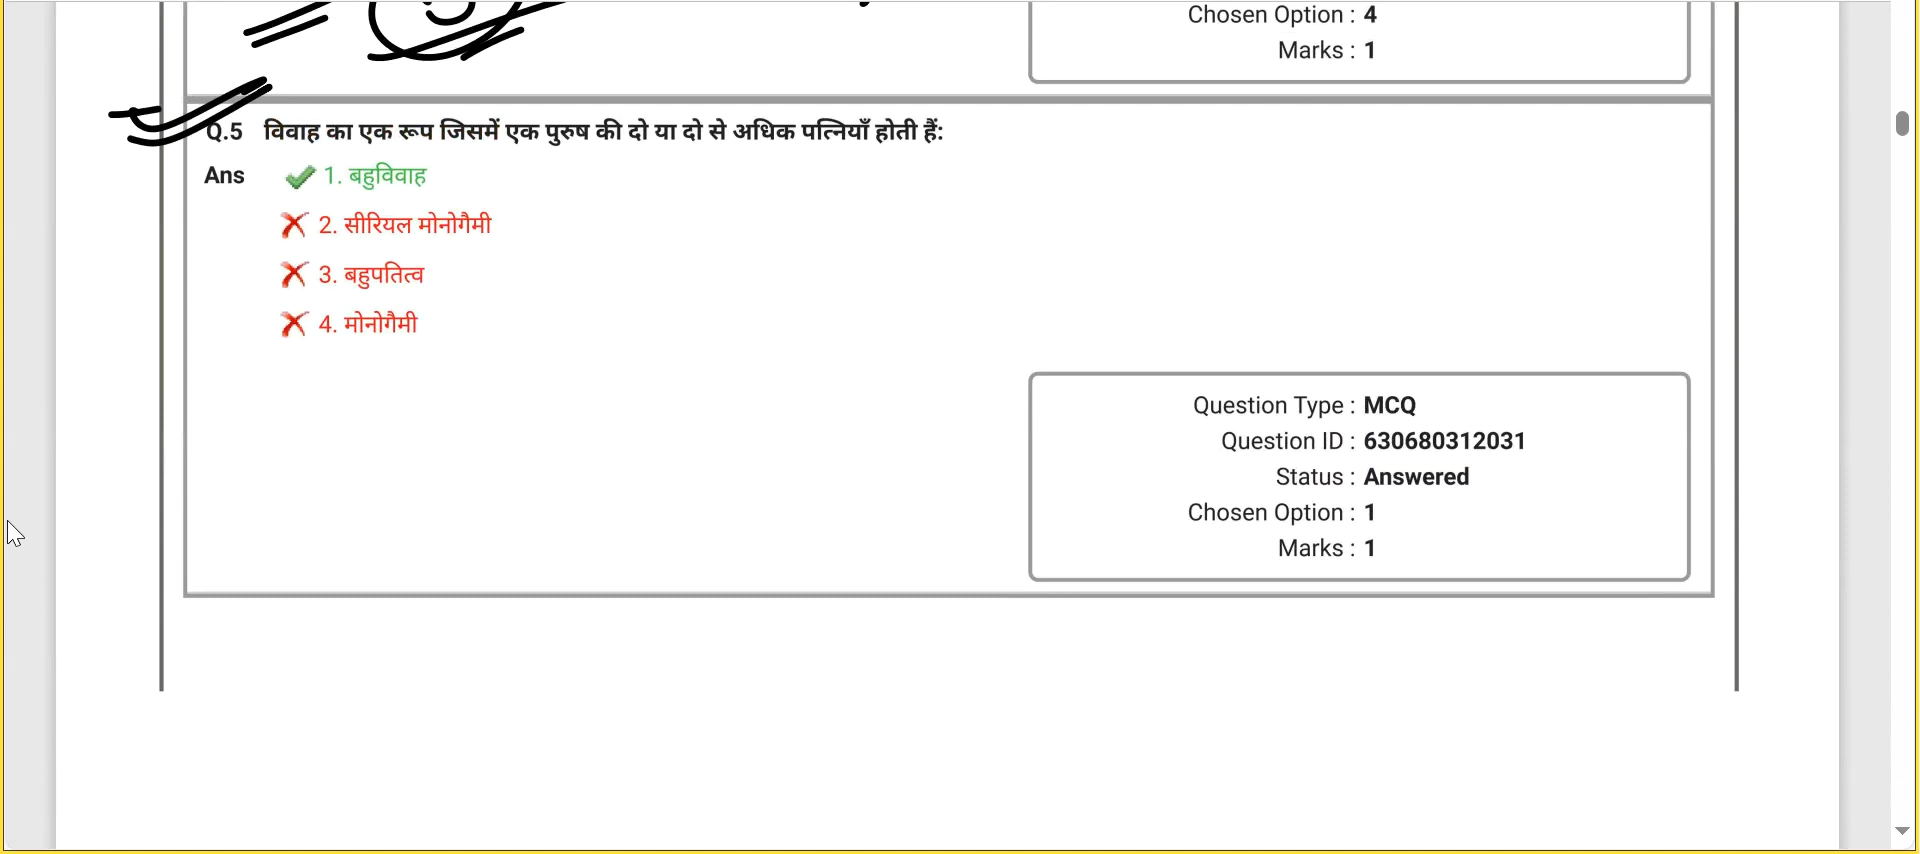 Chosen Option : 4
Marks : 1
Q.5 विवाह का एक रूप जिसमें एक पुरुष की दो या दो से अधिक पत्नियाँ होती हैं:
Ans 1. बहुविवाह
2. सीरियल मोनोगैमी
3. बहुपतित्व
4. मोनोगैमी
Question Type : MCQ
Question ID : 630680312031
Status : Answered
Chosen Option : 1
Marks : 1